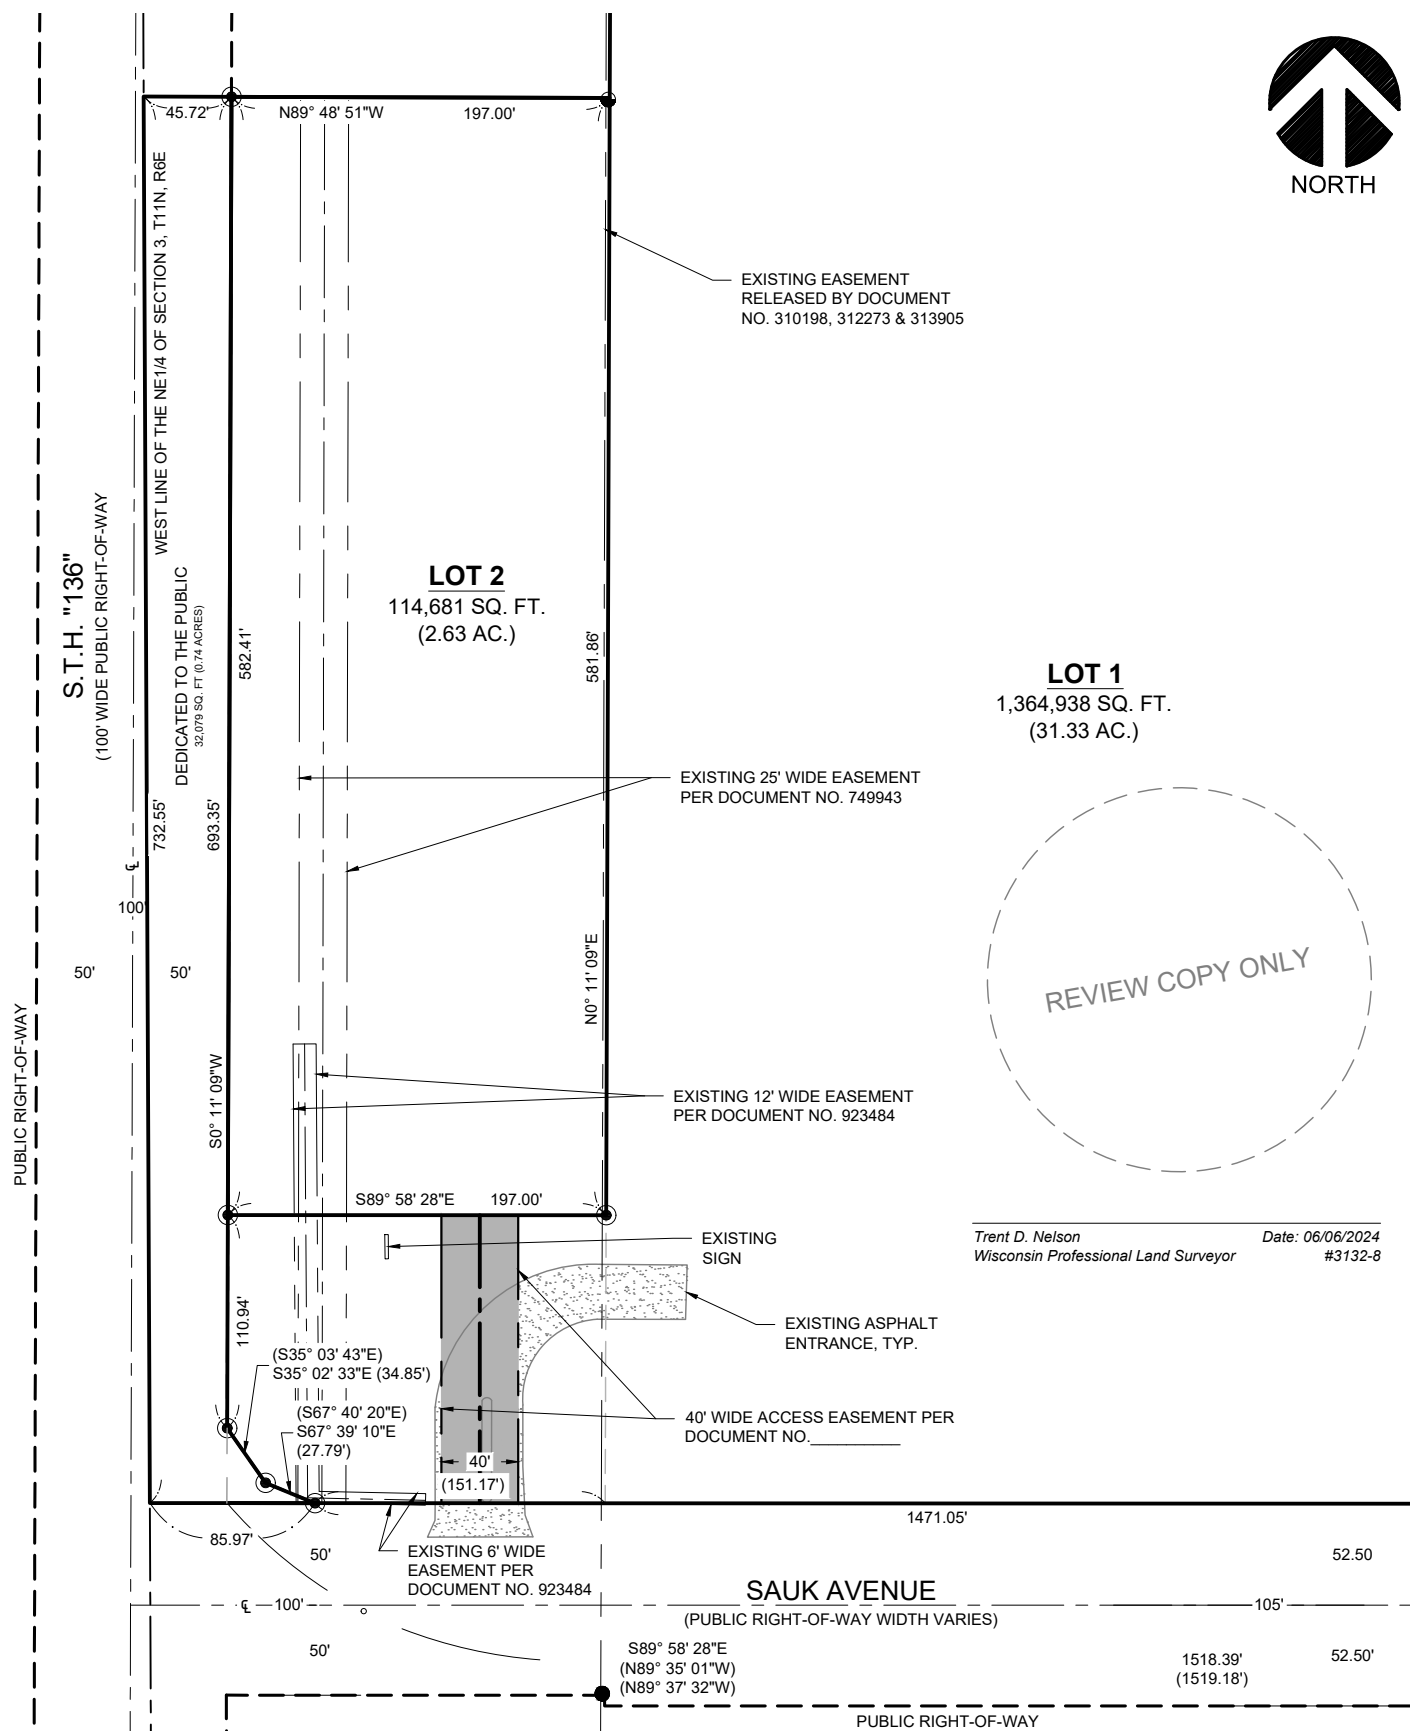 NORTH
45.72'
N89° 48' 51"W
197.00'
WEST LINE OF THE NE1/4 OF SECTION 3, T11N, R6E
EXISTING EASEMENT
RELEASED BY DOCUMENT
NO. 310198, 312273 & 313905
S.T.H. "136"
(100' WIDE PUBLIC RIGHT-OF-WAY
DEDICATED TO THE PUBLIC
32,079 SQ. FT (0.74 ACRES)
LOT 2
114,681 SQ. FT.
(2.63 AC.)
582.41'
581.86'
LOT 1
1,364,938 SQ. FT.
(31.33 AC.)
EXISTING 25' WIDE EASEMENT
PER DOCUMENT NO. 749943
732.55'
693.35'
100'
50'
50'
N0° 11' 09"E
REVIEW COPY ONLY
PUBLIC RIGHT-OF-WAY
S0° 11' 09"W
EXISTING 12' WIDE EASEMENT
PER DOCUMENT NO. 923484
S89° 58' 28"E
197.00'
EXISTING
SIGN
Trent D. Nelson
Date: 06/06/2024
Wisconsin Professional Land Surveyor
#3132-8
110.94'
EXISTING ASPHALT
ENTRANCE, TYP.
(S35° 03' 43"E)
S35° 02' 33"E (34.85')
(S67° 40' 20"E)
S67° 39' 10"E
(27.79')
40' WIDE ACCESS EASEMENT PER
DOCUMENT NO.__________
40'
(151.17')
1471.05'
85.97'
50'
EXISTING 6' WIDE
EASEMENT PER
DOCUMENT NO. 923484
52.50
SAUK AVENUE
(PUBLIC RIGHT-OF-WAY WIDTH VARIES)
℄
℄
100'
105'
50'
S89° 58' 28"E
(N89° 35' 01"W)
(N89° 37' 32"W)
1518.39'
(1519.18')
52.50'
PUBLIC RIGHT-OF-WAY